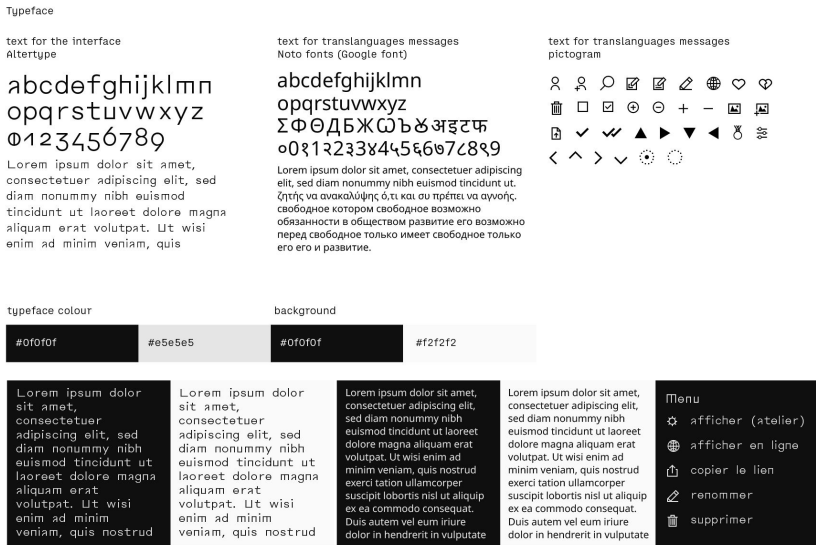 Typeface
text for the interface
Altertype
abcdefghijklmn
opqrstuvwxyz
0123456789
Lorem ipsum dolor sit amet,
consectetuer adipiscing elit, sed
diam nonummy nibh euismod
tincidunt ut laoreet dolore magna
aliquam erat volutpat. Ut wisi
enim ad minim veniam, quis
text for translanguages messages
Noto fonts (Google font)
abcdefghijklmn
opqrstuvwxyz
ΣΦΘДБЖѾЪ४अइटफ
०0१1२2३3४4५5६6७7८8९9
Lorem ipsum dolor sit amet, consectetuer adipiscing
elit, sed diam nonummy nibh euismod tincidunt ut.
ζητής να ανακαλύψης ό,τι και συ πρέπει να αγνοής.
свободное котором свободное возможно
обязанности в обществом развитие его возможно
перед свободное только имеет свободное только
его его и развитие.
text for translanguages messages
pictogram
typeface colour
background
#0f0f0f
#e5e5e5
#0f0f0f
#f2f2f2
Lorem ipsum dolor
sit amet,
consectetuer
adipiscing elit, sed
diam nonummy nibh
euismod tincidunt ut
laoreet dolore magna
aliquam erat
volutpat. Ut wisi
enim ad minim
veniam, quis nostrud
Lorem ipsum dolor
sit amet,
consectetuer
adipiscing elit, sed
diam nonummy nibh
euismod tincidunt ut
laoreet dolore magna
aliquam erat
volutpat. Ut wisi
enim ad minim
veniam, quis nostrud
Lorem ipsum dolor sit amet,
consectetuer adipiscing elit,
sed diam nonummy nibh
euismod tincidunt ut laoreet
dolore magna aliquam erat
volutpat. Ut wisi enim ad
minim veniam, quis nostrud
exerci tation ullamcorper
suscipit lobortis nisl ut aliquip
ex ea commodo consequat.
Duis autem vel eum iriure
dolor in hendrerit in vulputate
Lorem ipsum dolor sit amet,
consectetuer adipiscing elit,
sed diam nonummy nibh
euismod tincidunt ut laoreet
dolore magna aliquam erat
volutpat. Ut wisi enim ad
minim veniam, quis nostrud
exerci tation ullamcorper
suscipit lobortis nisl ut aliquip
ex ea commodo consequat.
Duis autem vel eum iriure
dolor in hendrerit in vulputate
Menu
afficher (atelier)
afficher en ligne
copier le lien
renommer
supprimer